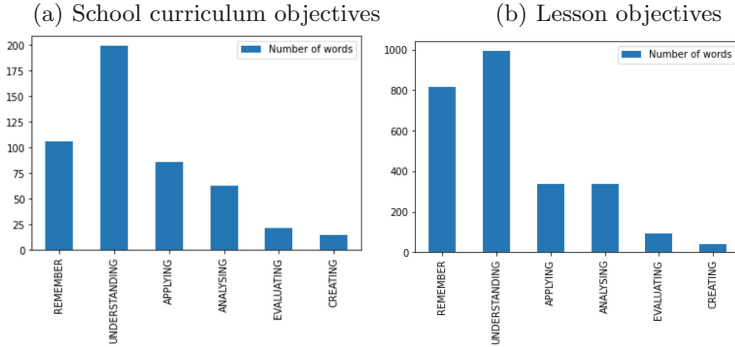 (a) School curriculum objectives
200
175
150
125
100
75
50
25
0
Number of words
REMEMBER
UNDERSTANDING
APPLYING
ANALYSING
EVALUATING
CREATING
(b) Lesson objectives
1000
800
600
400
200
0
Number of words
REMEMBER
UNDERSTANDING
APPLYING
ANALYSING
EVALUATING
CREATING